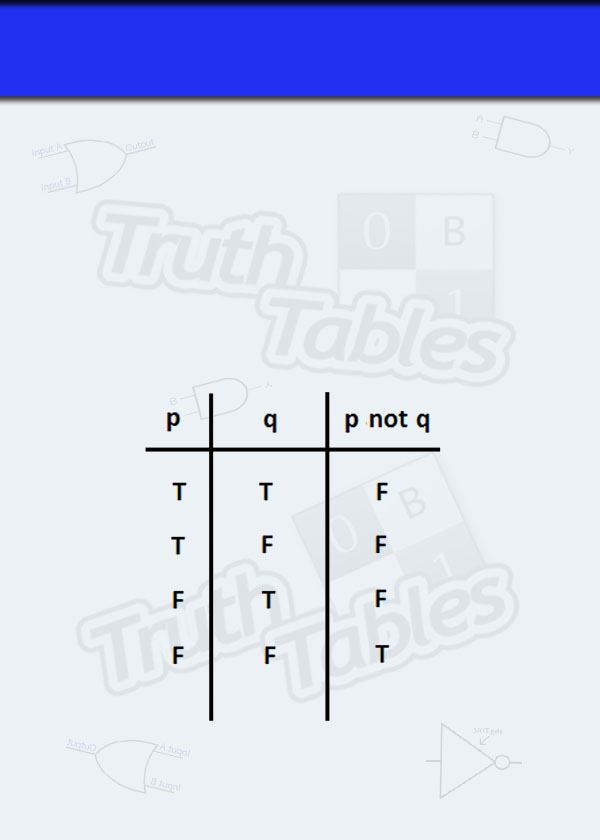 Input A
Output
Input B
A
B
Y
Truth
Tables
0 B
1
B
p q p not q
T T F
T F F
F T F
F F T
0 B
1
Truth
Tables
Output
A Input
B Input
NOT gate